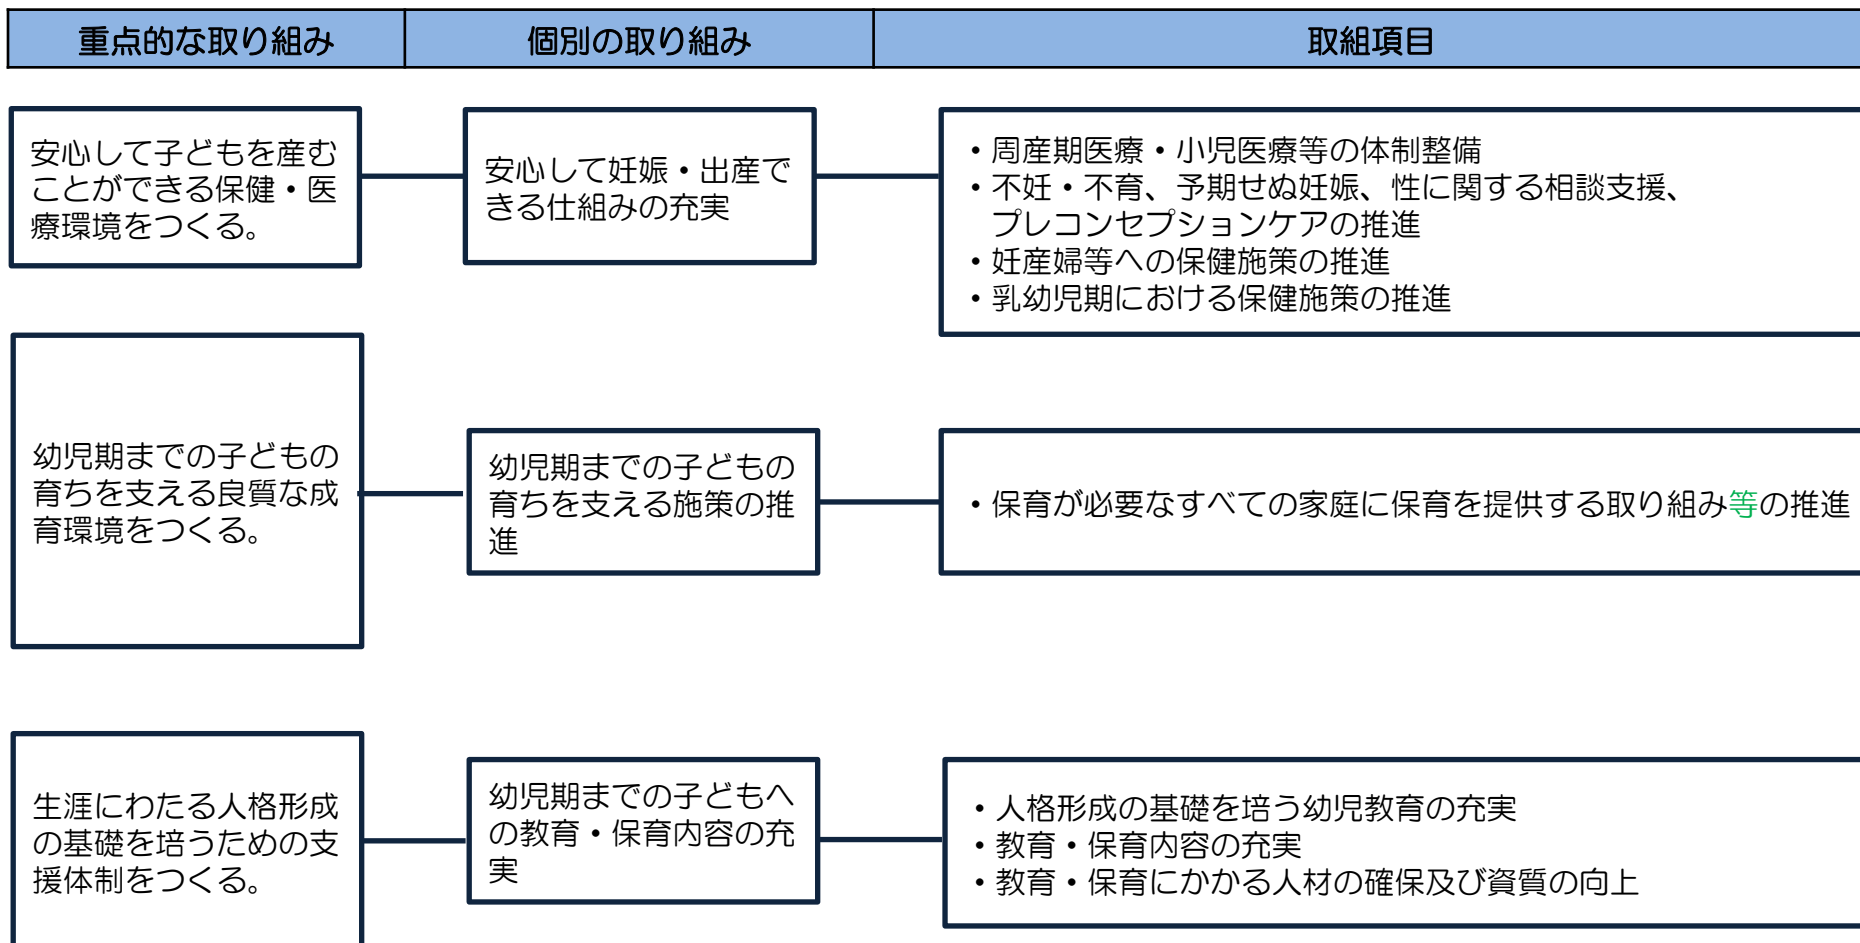 重点的な取り組み
個別の取り組み
取組項目
安心して子どもを産む
ことができる保健・医
療環境をつくる。
安心して妊娠・出産で
きる仕組みの充実
・周産期医療・小児医療等の体制整備
・不妊・不育、予期せぬ妊娠、性に関する相談支援、
プレコンセプションケアの推進
・妊産婦等への保健施策の推進
・乳幼児期における保健施策の推進
幼児期までの子どもの
育ちを支える良質な成
育環境をつくる。
幼児期までの子どもの
育ちを支える施策の推
進
・保育が必要なすべての家庭に保育を提供する取り組み等の推進
生涯にわたる人格形成
の基礎を培うための支
援体制をつくる。
幼児期までの子どもへ
の教育・保育内容の充
実
・人格形成の基礎を培う幼児教育の充実
・教育・保育内容の充実
・教育・保育にかかる人材の確保及び資質の向上